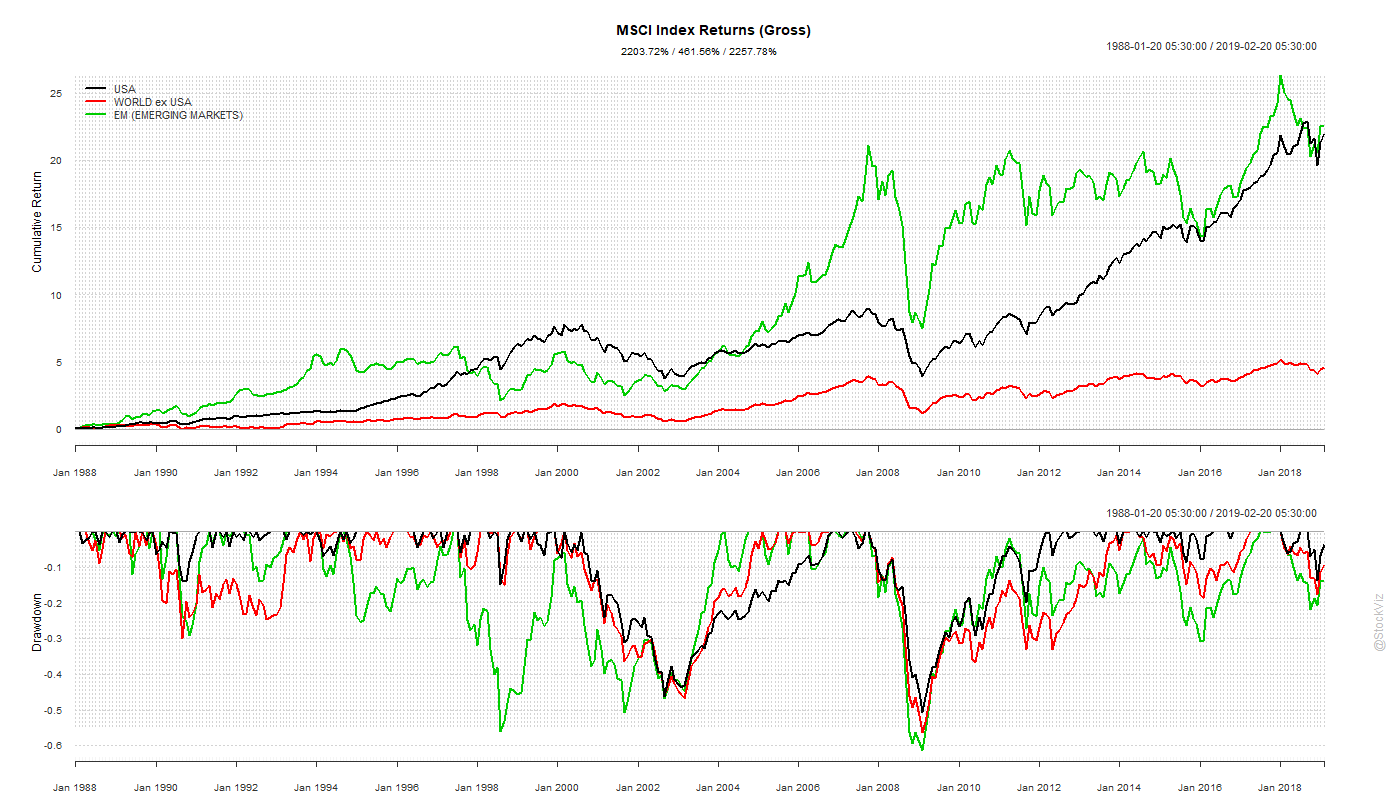 MSCI Index Returns (Gross)
2203.72% / 461.56% / 2257.78%
1988-01-20 05:30:00 / 2019-02-20 05:30:00
USA
WORLD ex USA
EM (EMERGING MARKETS)
Cumulative Return
25
20
15
10
5
0
Jan 1988 Jan 1990 Jan 1992 Jan 1994 Jan 1996 Jan 1998 Jan 2000 Jan 2002 Jan 2004 Jan 2006 Jan 2008 Jan 2010 Jan 2012 Jan 2014 Jan 2016 Jan 2018
1988-01-20 05:30:00 / 2019-02-20 05:30:00
Drawdown
-0.1
-0.2
-0.3
-0.4
-0.5
-0.6
Jan 1988 Jan 1990 Jan 1992 Jan 1994 Jan 1996 Jan 1998 Jan 2000 Jan 2002 Jan 2004 Jan 2006 Jan 2008 Jan 2010 Jan 2012 Jan 2014 Jan 2016 Jan 2018
@StockViz